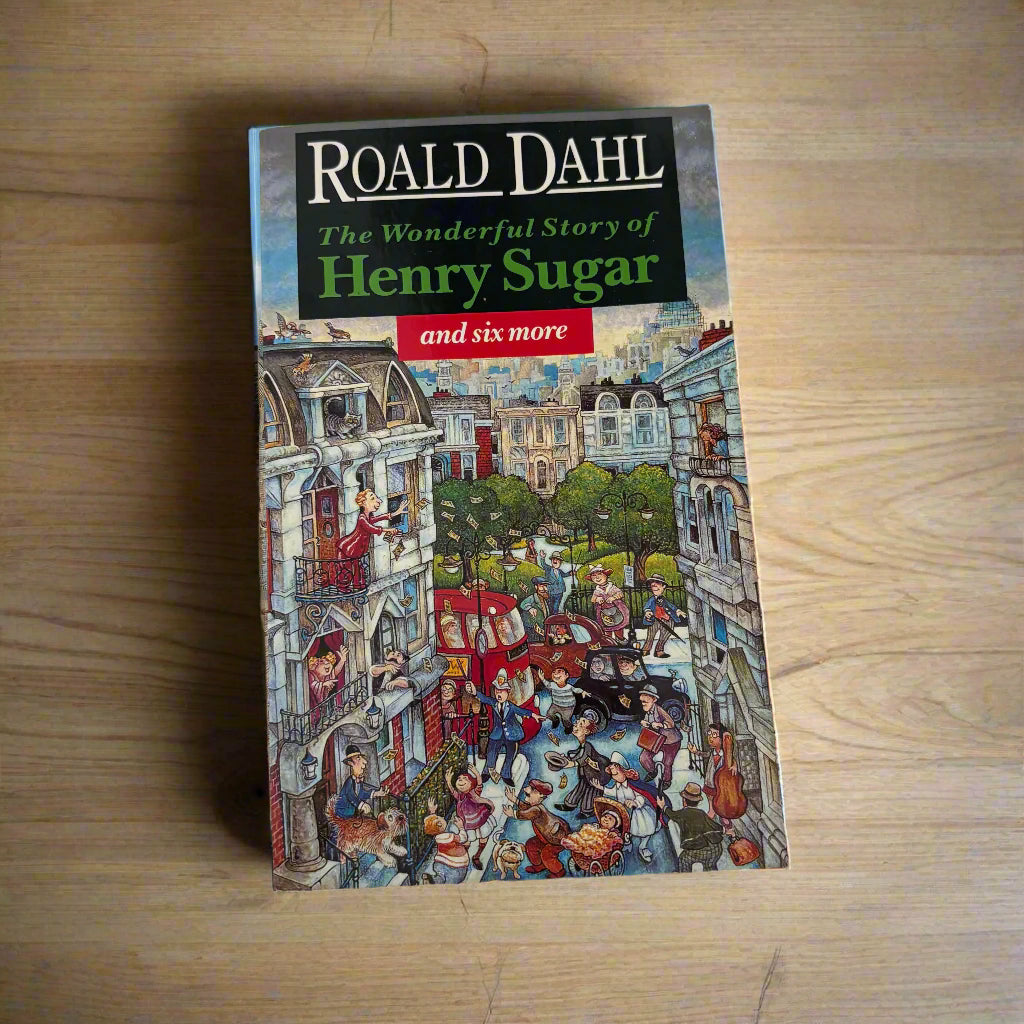 ROALD DAHL
The Wonderful Story of
Henry Sugar
and six more